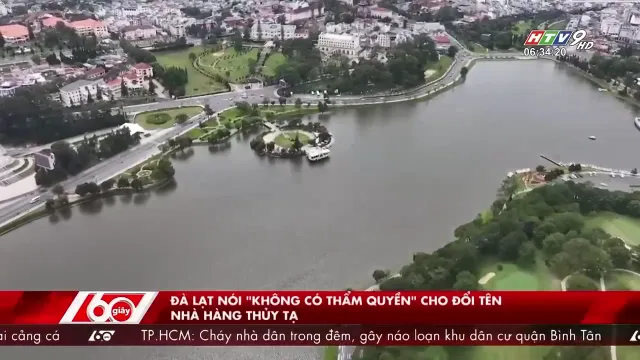 HTV9 HD
06:34:20
ĐÀ LẠT NÓI "KHÔNG CÓ THẨM QUYỀN" CHO ĐỔI TÊN
NHÀ HÀNG THỦY TẠ
60 giây
ai cảng cá
60
TP.HCM: Cháy nhà dân trong đêm, gây náo loạn khu dân cư quận Bình Tân